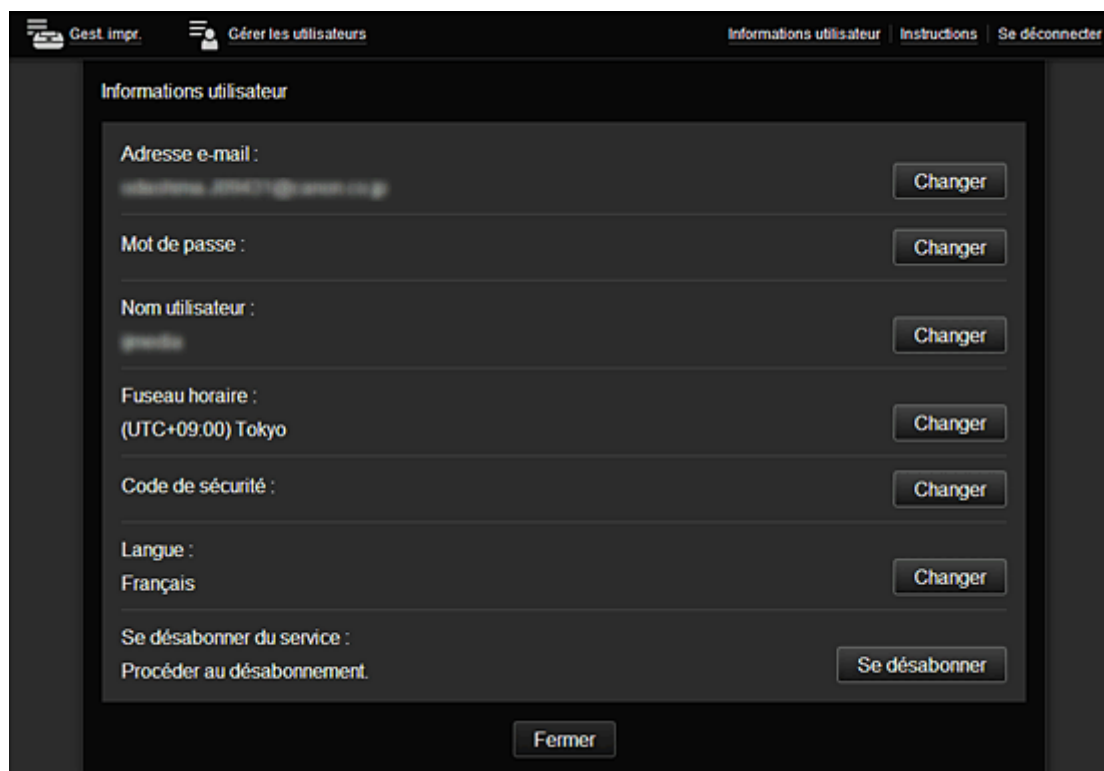 Gest. impr. Gérer les utilisateurs Informations utilisateur Instructions Se déconnecter
Informations utilisateur
Adresse e-mail :
Changer
Mot de passe :
Changer
Nom utilisateur :
Changer
Fuseau horaire :
(UTC+09:00) Tokyo
Changer
Code de sécurité :
Changer
Langue :
Français
Changer
Se désabonner du service :
Procéder au désabonnement.
Se désabonner
Fermer